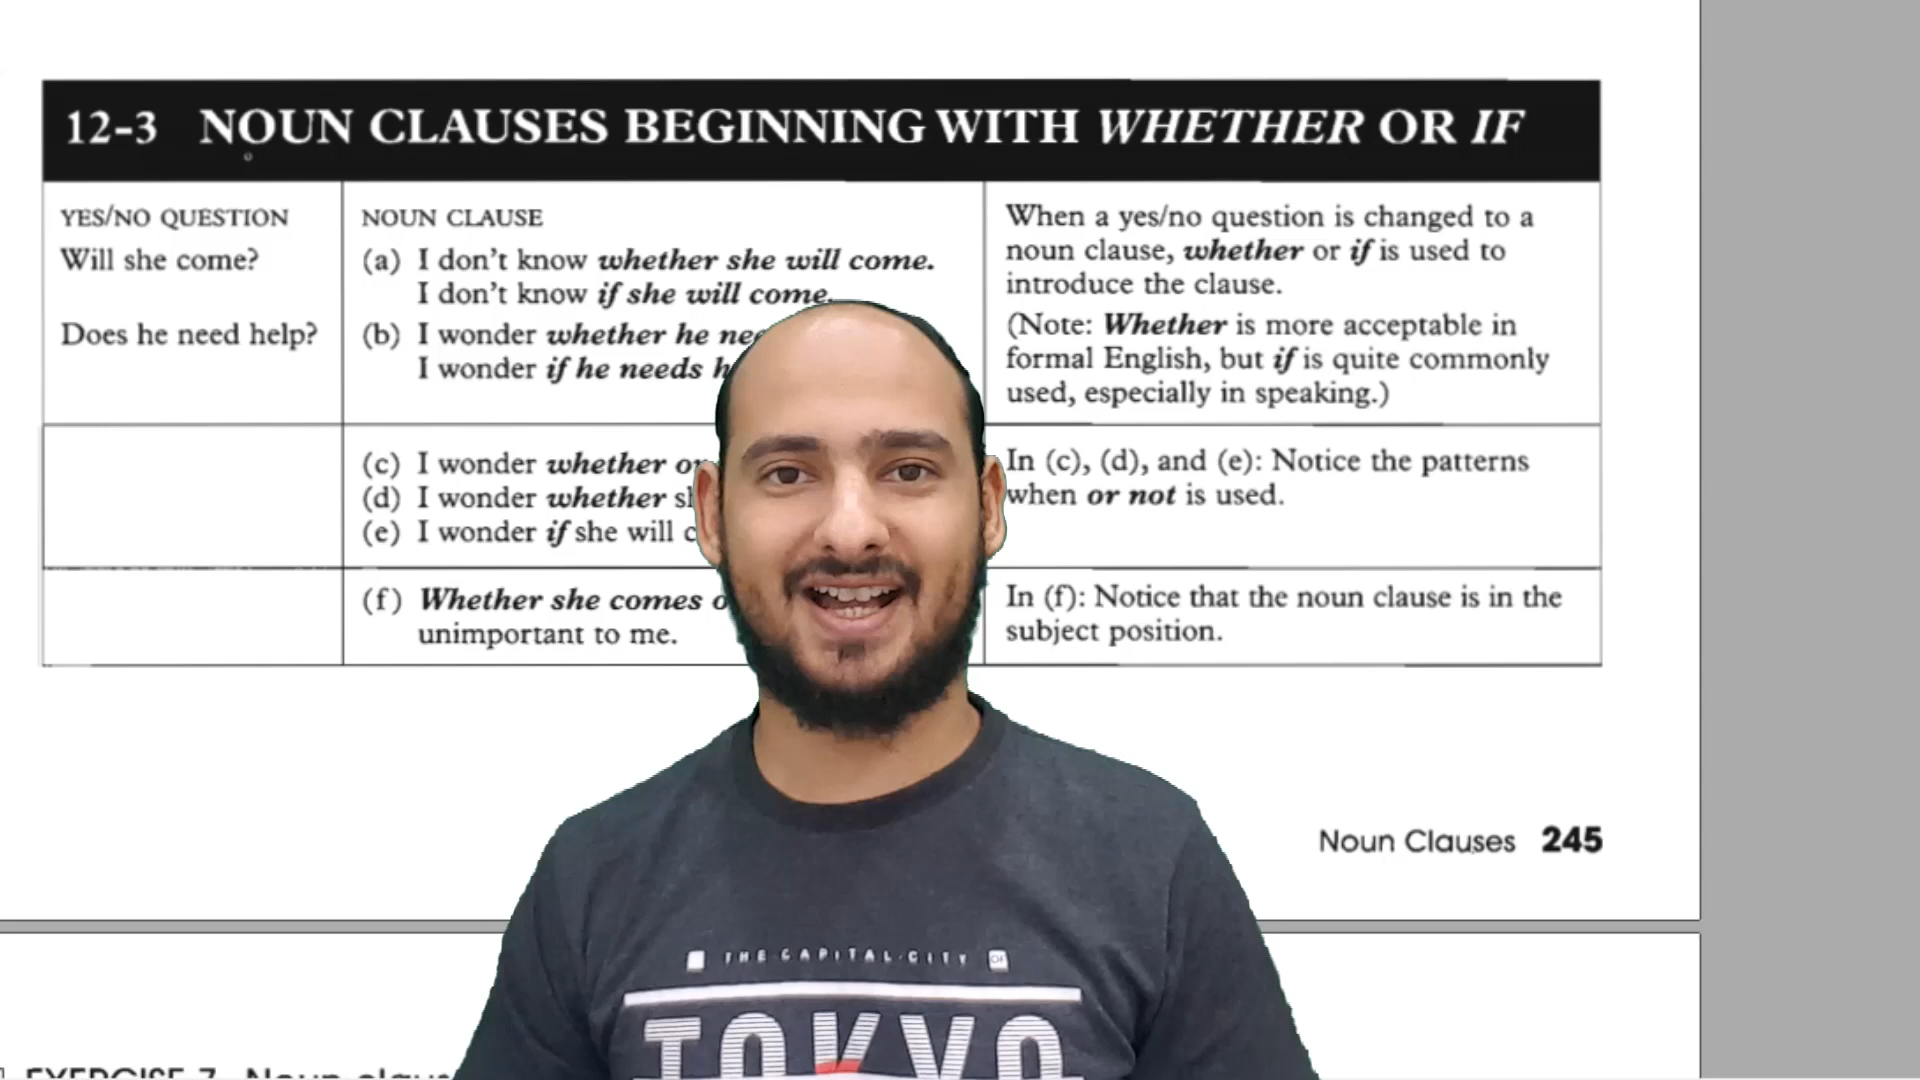 12-3 NOUN CLAUSES BEGINNING WITH WHETHER OR IF
YES/NO QUESTION
Will she come?
Does he need help?
NOUN CLAUSE
(a) I don't know whether she will come.
I don't know if she will come.
(b) I wonder whether he
I wonder if he needs
(c) I wonder whether
(d) I wonder whether
(e) I wonder if she will
(f) Whether she comes
unimportant to me.
When a yes/no question is changed to a
noun clause, whether or if is used to
introduce the clause.
(Note: Whether is more acceptable in
formal English, but if is quite commonly
used, especially in speaking.)
In (c), (d), and (e): Notice the patterns
when or not is used.
In (f): Notice that the noun clause is in the
subject position.
Noun Clauses 245
THE CAPITAL CITY OF
TOKYO
EXERCISE 7. Noun